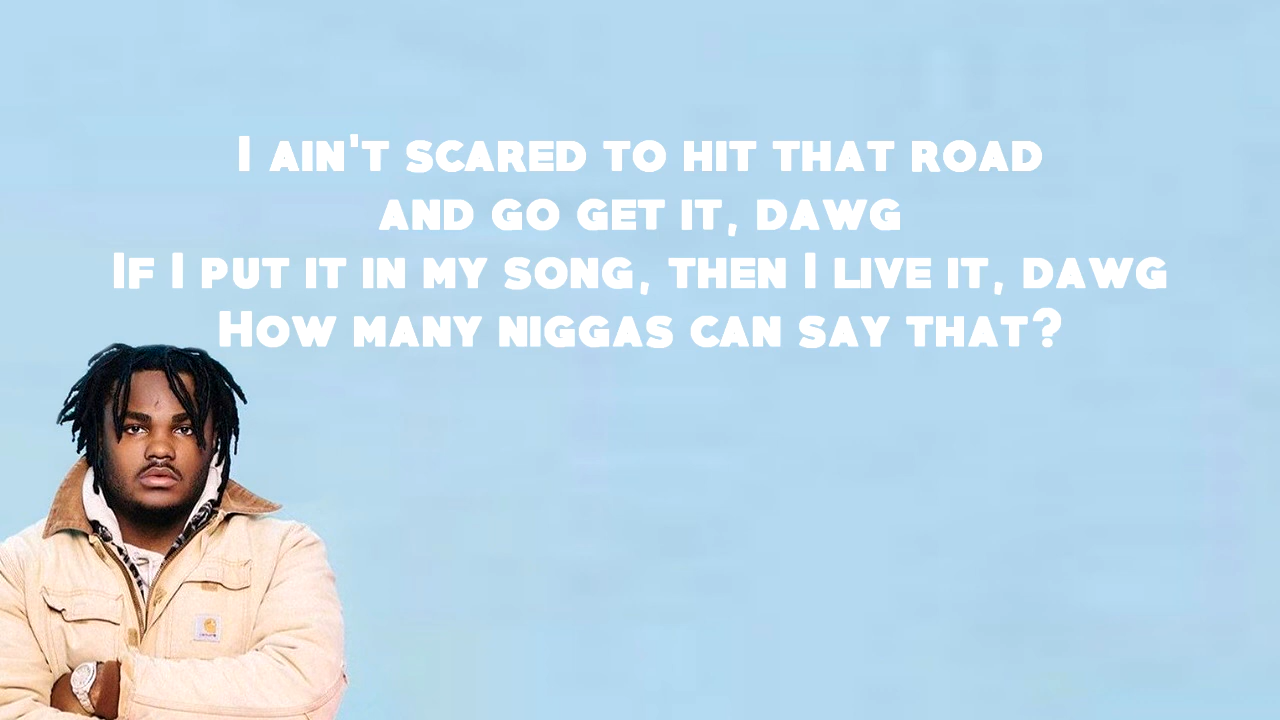 I ain't scared to hit that road
and go get it, dawg
If I put it in my song, then I live it, dawg
How many niggas can say that?